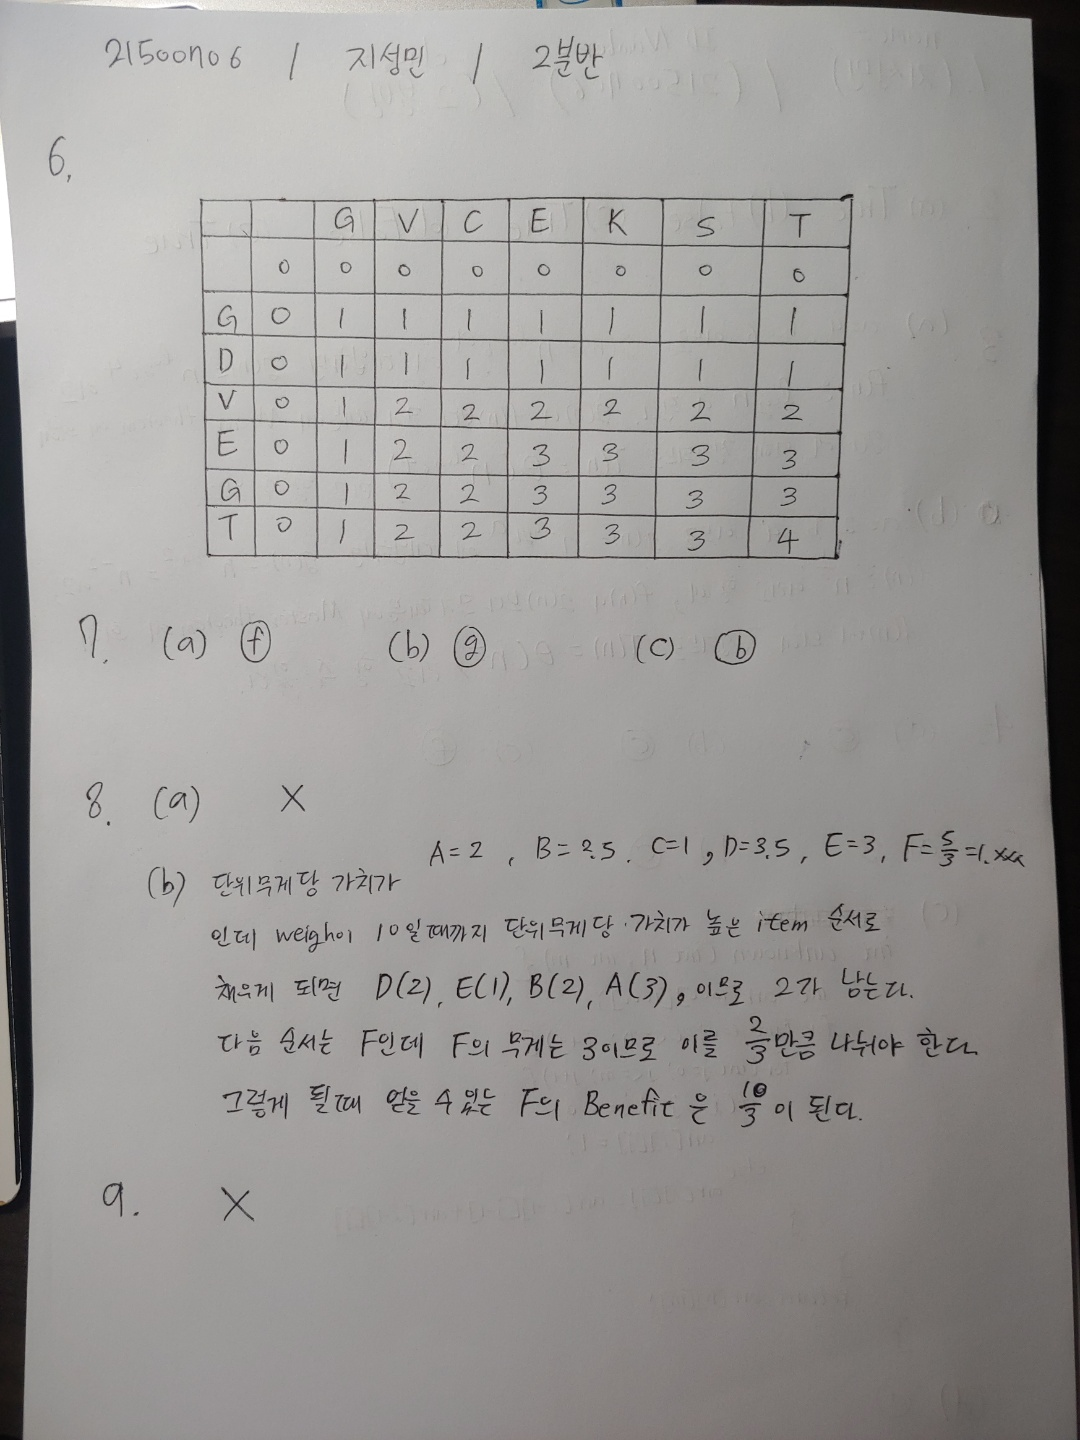 21500706 / 지성민 / 2분반
6.
G V C E K S T
0 0 0 0 0 0 0 0
G 0 1 1 1 1 1 1 1
D 0 1 1 1 1 1 1 1
V 0 1 2 2 2 2 2 2
E 0 1 2 2 3 3 3 3
G 0 1 2 2 3 3 3 3
T 0 1 2 2 3 3 3 4
7. (a) f (b) g (c) b
8. (a) X
A=2, B=2.5, C=1, D=3.5, E=3, F=5/3=1.xxx
(b) 단위무게당 가치가
인데 weigh이 10일때까지 단위무게당 가치가 높은 item 순서로
채우게 되면 D(2), E(1), B(2), A(3), 이므로 2가 남는다.
다음 순서는 F인데 F의 무게는 3이므로 이를 2/3만큼 나눠야 한다.
그렇게 될때 얻을 수 있는 F의 Benefit 은 10/3이 된다.
9. X